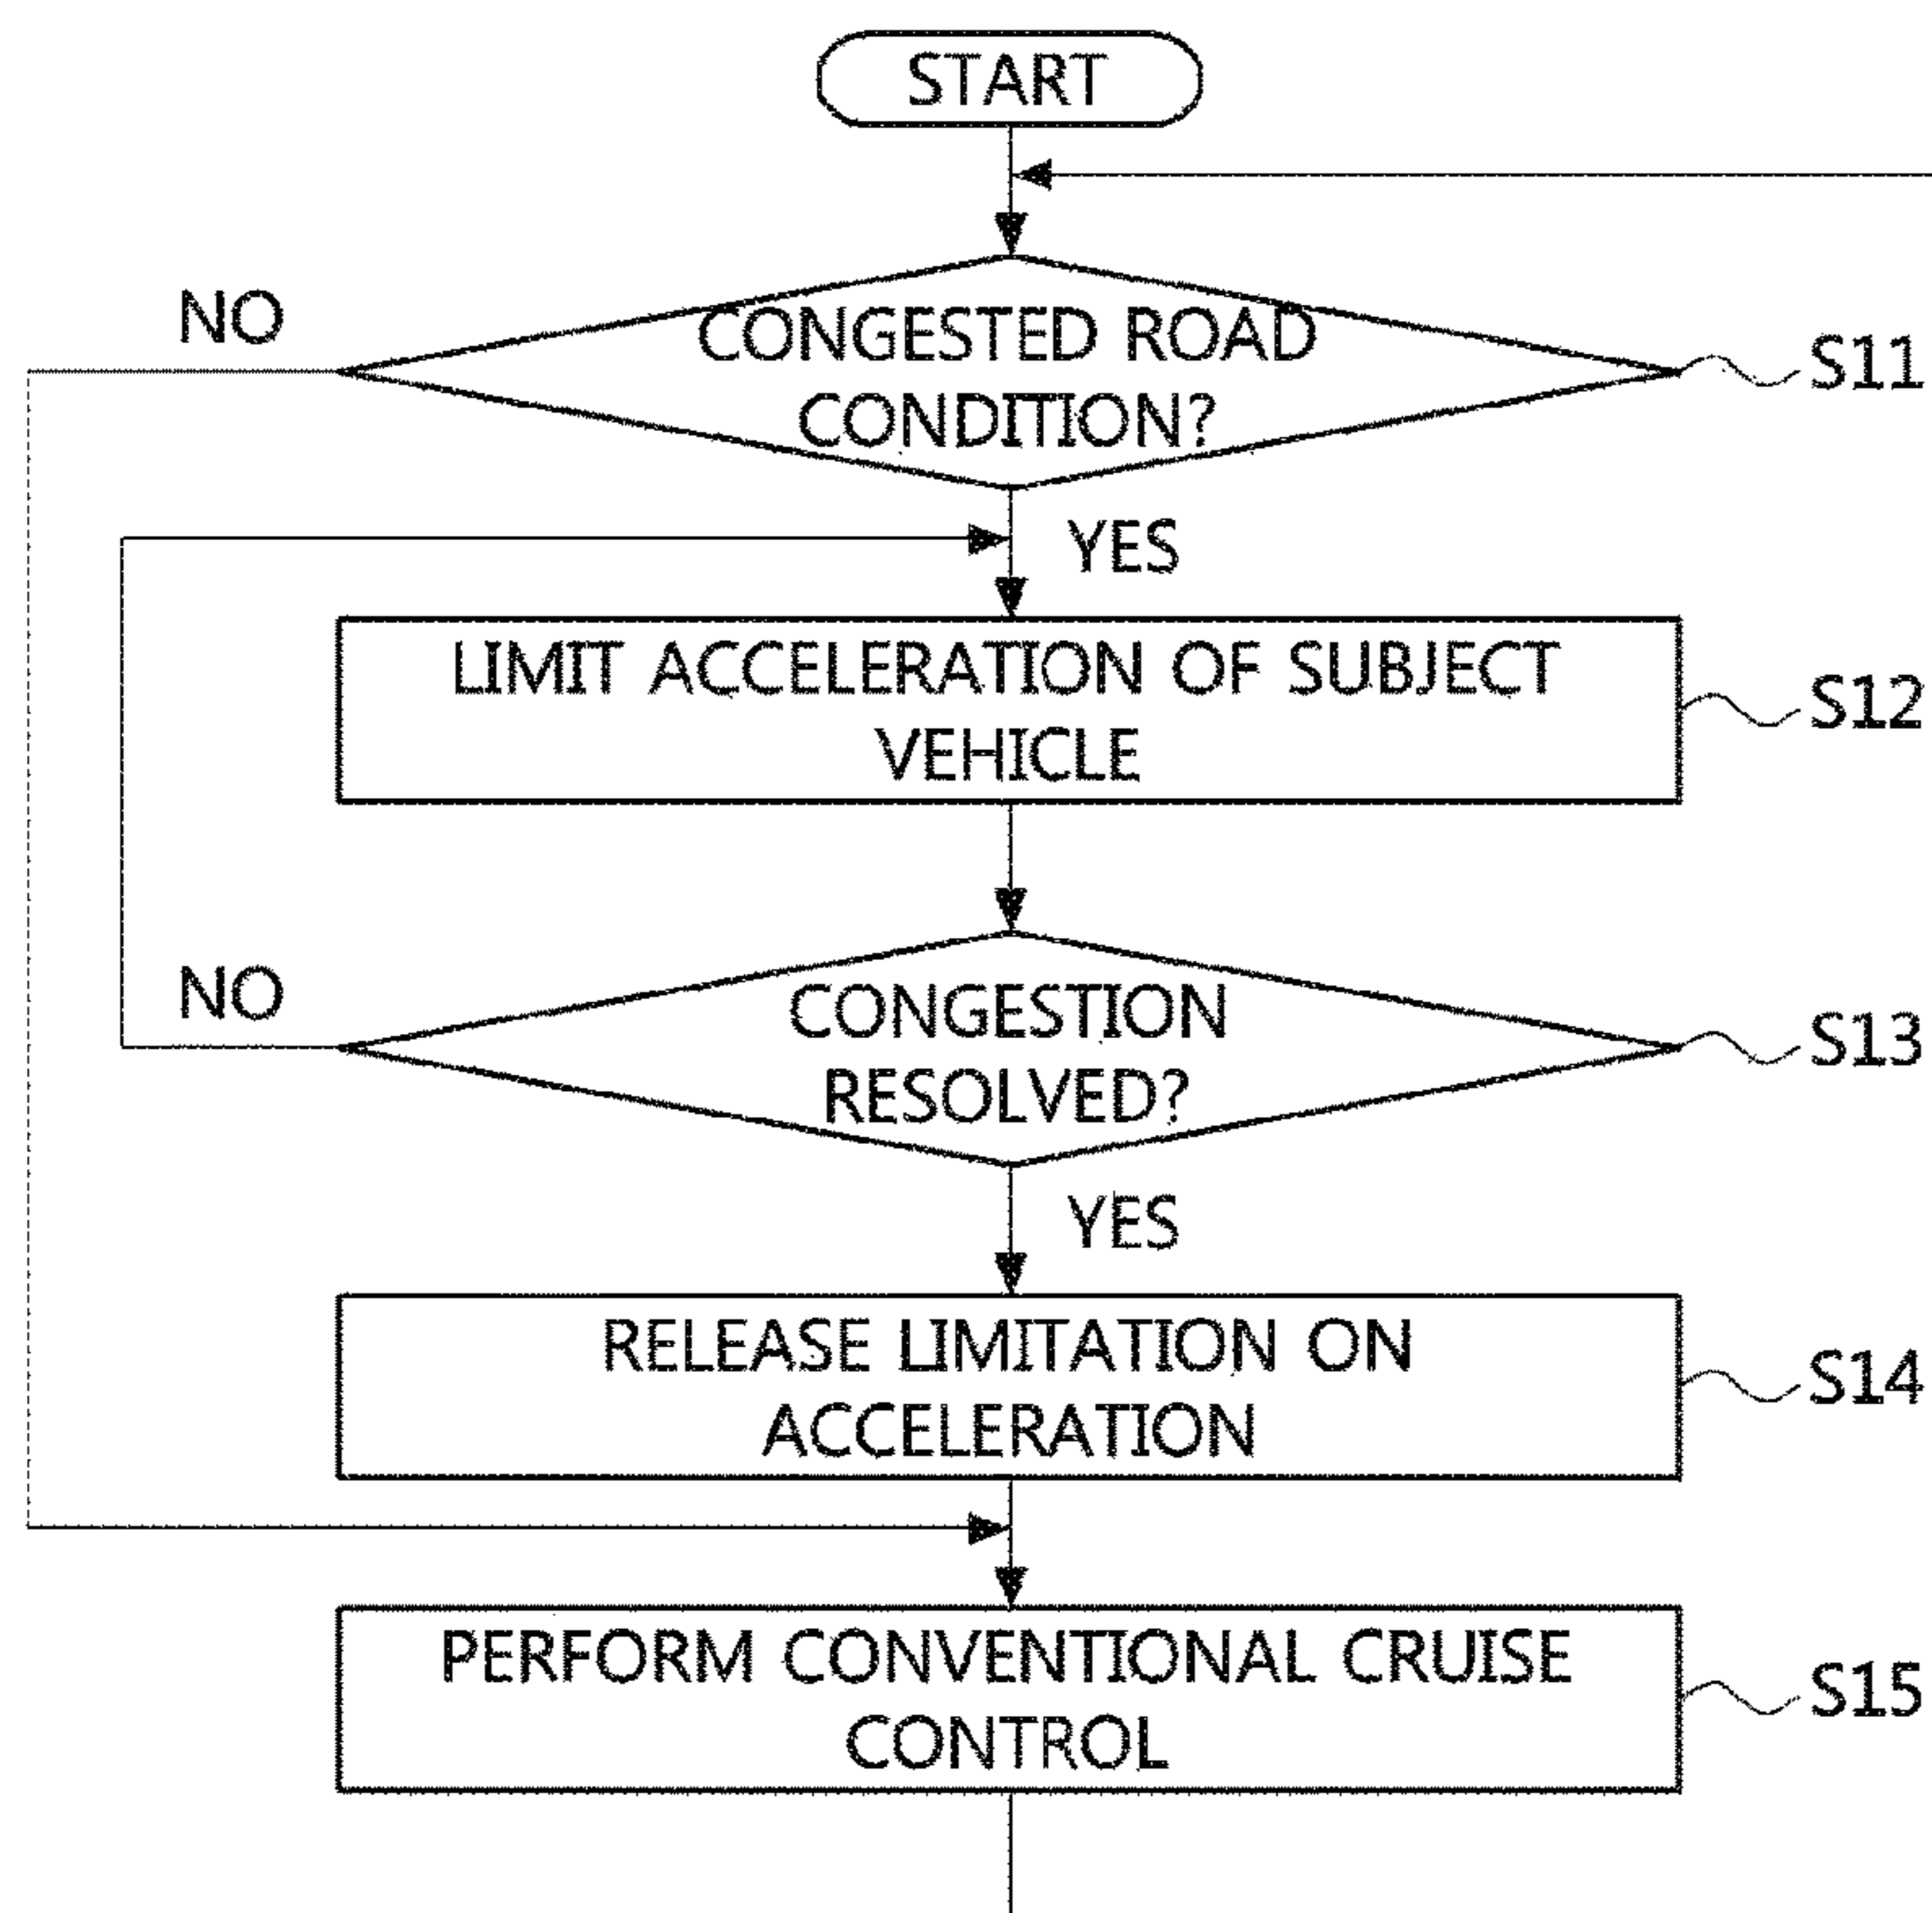 START
NO
CONGESTED ROAD
CONDITION?
S11
YES
LIMIT ACCELERATION OF SUBJECT
VEHICLE
S12
NO
CONGESTION
RESOLVED?
S13
YES
RELEASE LIMITATION ON
ACCELERATION
S14
PERFORM CONVENTIONAL CRUISE
CONTROL
S15